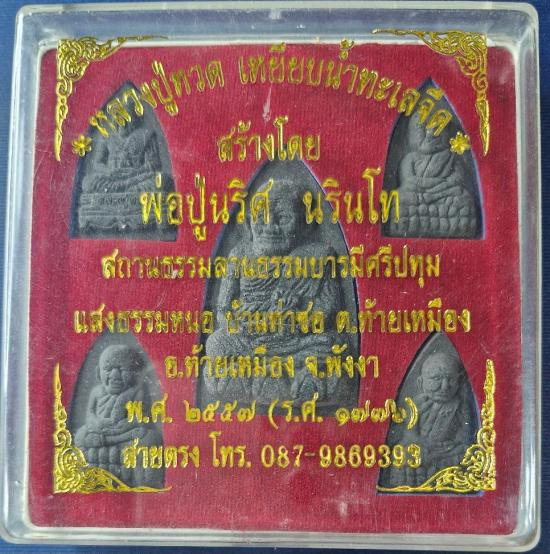 * หลวงปู่ทวด เหยียบน้ำทะเลจืด *
สร้างโดย
พ่อปู่นริศ นรินโท
สถานธรรมลานธรรมบารมีศรีปทุม
แสงธรรมหนอ บ้านท่าซอ ต.ท้ายเหมือง
อ.ท้ายเหมือง จ.พังงา
พ.ศ. ๒๕๕๗ (ร.ศ. ๑๗๗๖)
สายตรง โทร. 087-9869393